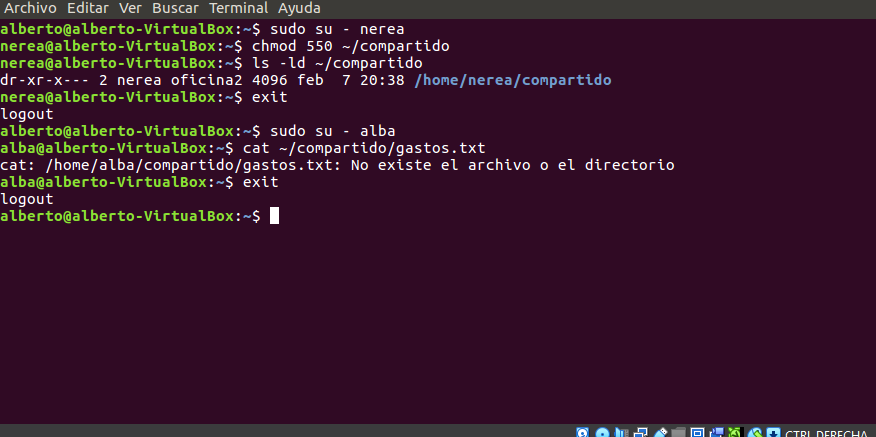 Archivo Editar Ver Buscar Terminal Ayuda
alberto@alberto-VirtualBox:~$ sudo su - nerea
nerea@alberto-VirtualBox:~$ chmod 550 ~/compartido
nerea@alberto-VirtualBox:~$ ls -ld ~/compartido
dr-xr-x--- 2 nerea oficina2 4096 feb  7 20:38 /home/nerea/compartido
nerea@alberto-VirtualBox:~$ exit
logout
alberto@alberto-VirtualBox:~$ sudo su - alba
alba@alberto-VirtualBox:~$ cat ~/compartido/gastos.txt
cat: /home/alba/compartido/gastos.txt: No existe el archivo o el directorio
alba@alberto-VirtualBox:~$ exit
logout
alberto@alberto-VirtualBox:~$
CTRL DERECHA